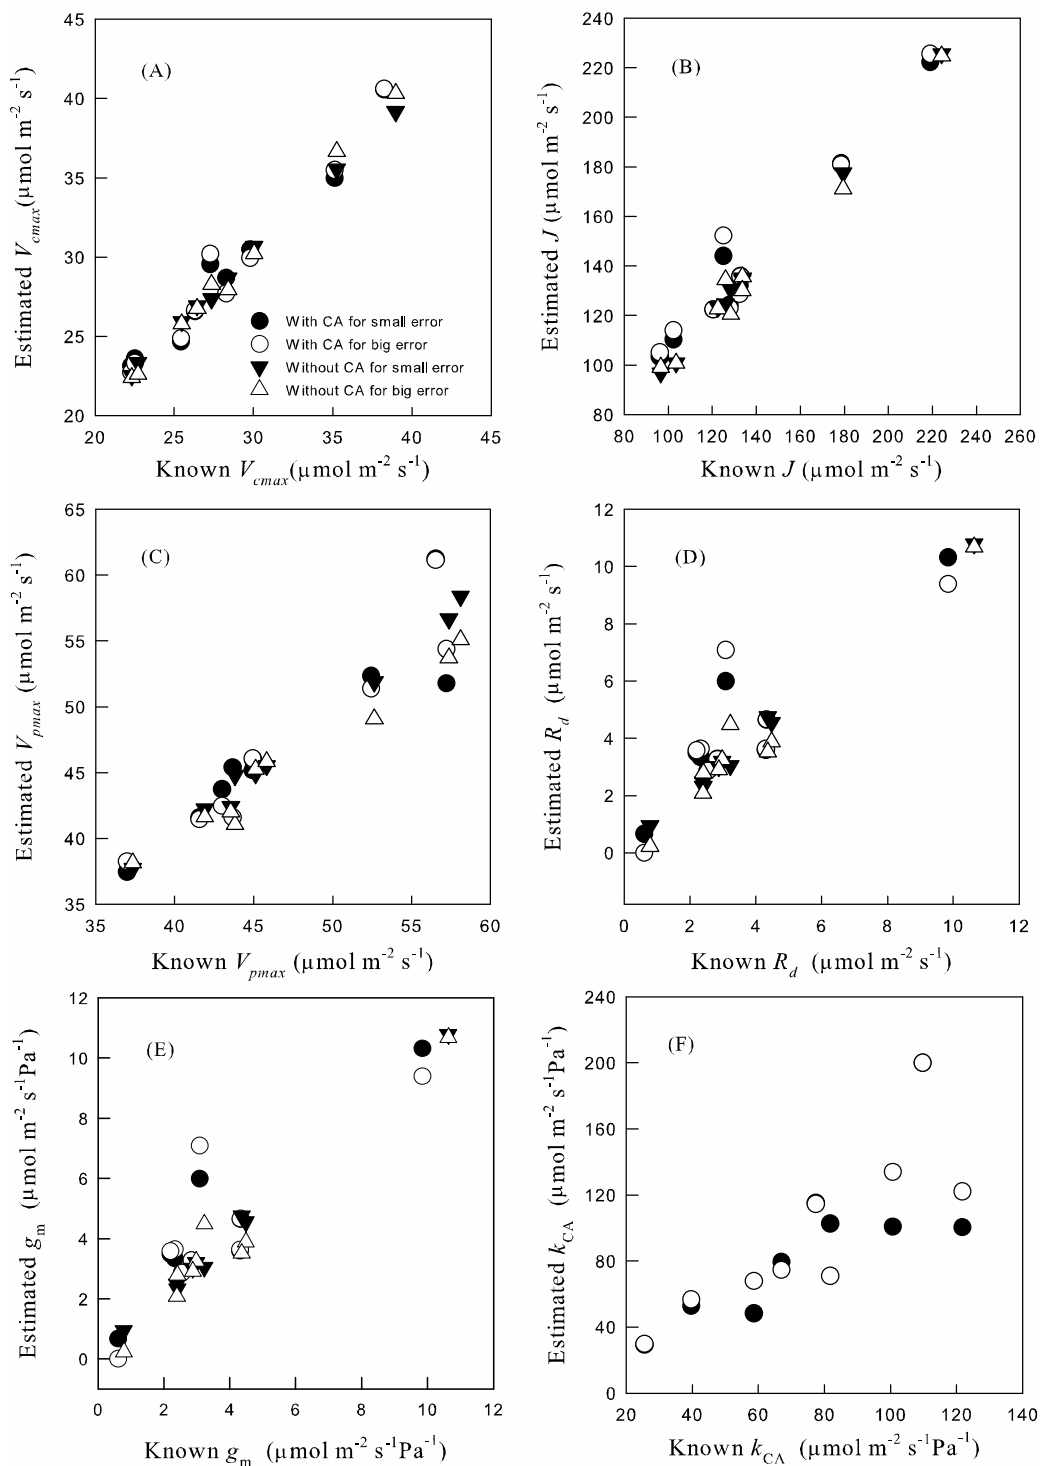 (A)
Estimated Vcmax(μmol m-2 s-1)
45
40
35
30
25
20
With CA for small error
With CA for big error
Without CA for small error
Without CA for big error
20 25 30 35 40 45
Known Vcmax(μmol m-2 s-1)
(B)
Estimated J (μmol m-2 s-1)
240
220
200
180
160
140
120
100
80
80 100 120 140 160 180 200 220 240 260
Known J (μmol m-2 s-1)
(C)
Estimated Vpmax (μmol m-2 s-1)
65
60
55
50
45
40
35
35 40 45 50 55 60
Known Vpmax (μmol m-2 s-1)
(D)
Estimated Rd (μmol m-2 s-1)
12
10
8
6
4
2
0
0 2 4 6 8 10 12
Known Rd (μmol m-2 s-1)
(E)
Estimated gm (μmol m-2 s-1Pa-1)
12
10
8
6
4
2
0
0 2 4 6 8 10 12
Known gm (μmol m-2 s-1Pa-1)
(F)
Estimated kCA (μmol m-2 s-1Pa-1)
240
200
160
120
80
40
0
20 40 60 80 100 120 140
Known kCA (μmol m-2 s-1Pa-1)